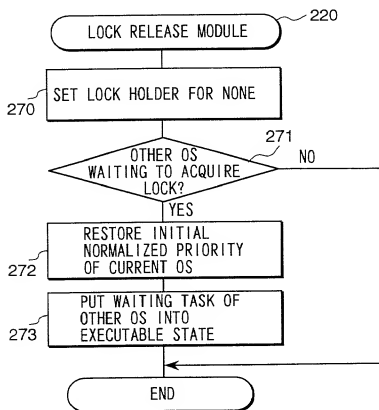 LOCK RELEASE MODULE
220
270
SET LOCK HOLDER FOR NONE
271
OTHER OS
WAITING TO ACQUIRE
LOCK?
NO
YES
272
RESTORE INITIAL
NORMALIZED PRIORITY
OF CURRENT OS
273
PUT WAITING TASK OF
OTHER OS INTO
EXECUTABLE STATE
END